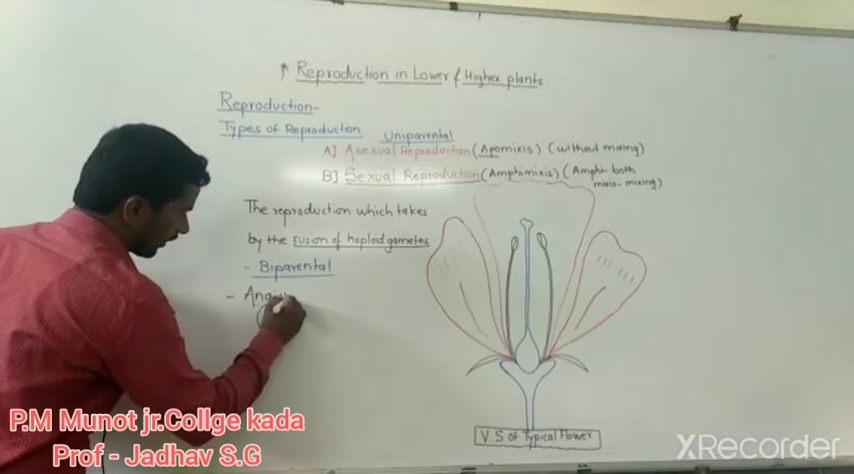 * Reproduction in Lower & Higher plants
Reproduction-
Types of Reproduction Uniparental
A] Asexual Reproduction (Apomixis) (without mixing)
B] Sexual Reproduction (Amphimixis) (Amphi-both
mixis-mixing)
The reproduction which takes
by the fusion of haploid gametes
- Biparental
- Ang
V.S of Typical Flower
P.M Munot jr.Collge kada
Prof - Jadhav S.G
XRecorder